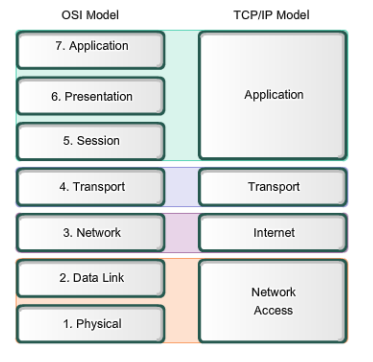 OSI Model
TCP/IP Model
7. Application
6. Presentation
Application
5. Session
4. Transport
Transport
3. Network
Internet
2. Data Link
Network
Access
1. Physical